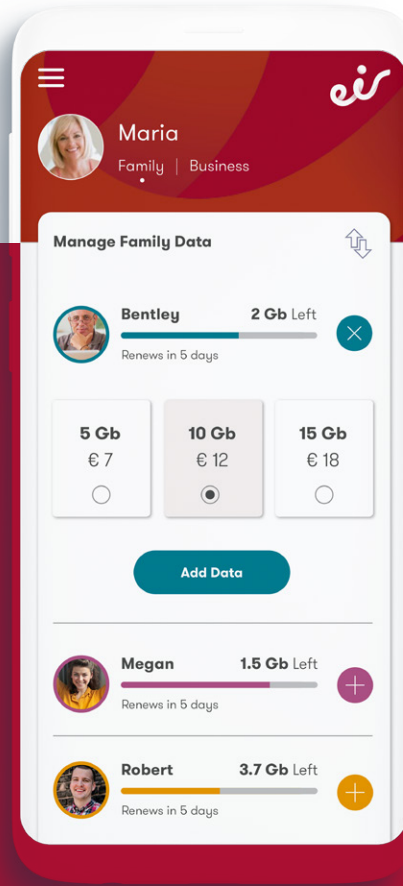 eir
Maria
Family | Business
Manage Family Data
Bentley 2 Gb Left
Renews in 5 days
5 Gb 10 Gb 15 Gb
€ 7 € 12 € 18
Add Data
Megan 1.5 Gb Left
Renews in 5 days
Robert 3.7 Gb Left
Renews in 5 days